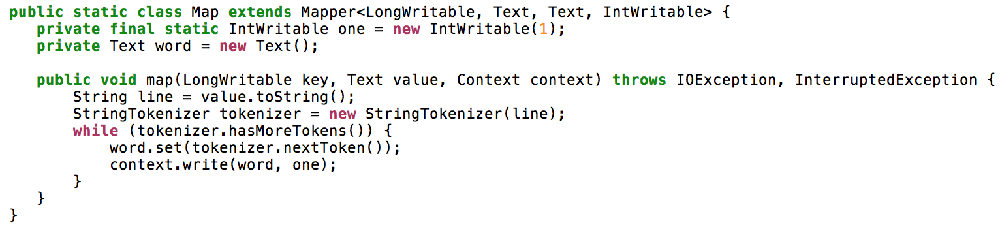 public static class Map extends Mapper<LongWritable, Text, Text, IntWritable> {
   private final static IntWritable one = new IntWritable(1);
   private Text word = new Text();

   public void map(LongWritable key, Text value, Context context) throws IOException, InterruptedException {
       String line = value.toString();
       StringTokenizer tokenizer = new StringTokenizer(line);
       while (tokenizer.hasMoreTokens()) {
           word.set(tokenizer.nextToken());
           context.write(word, one);
       }
   }
}